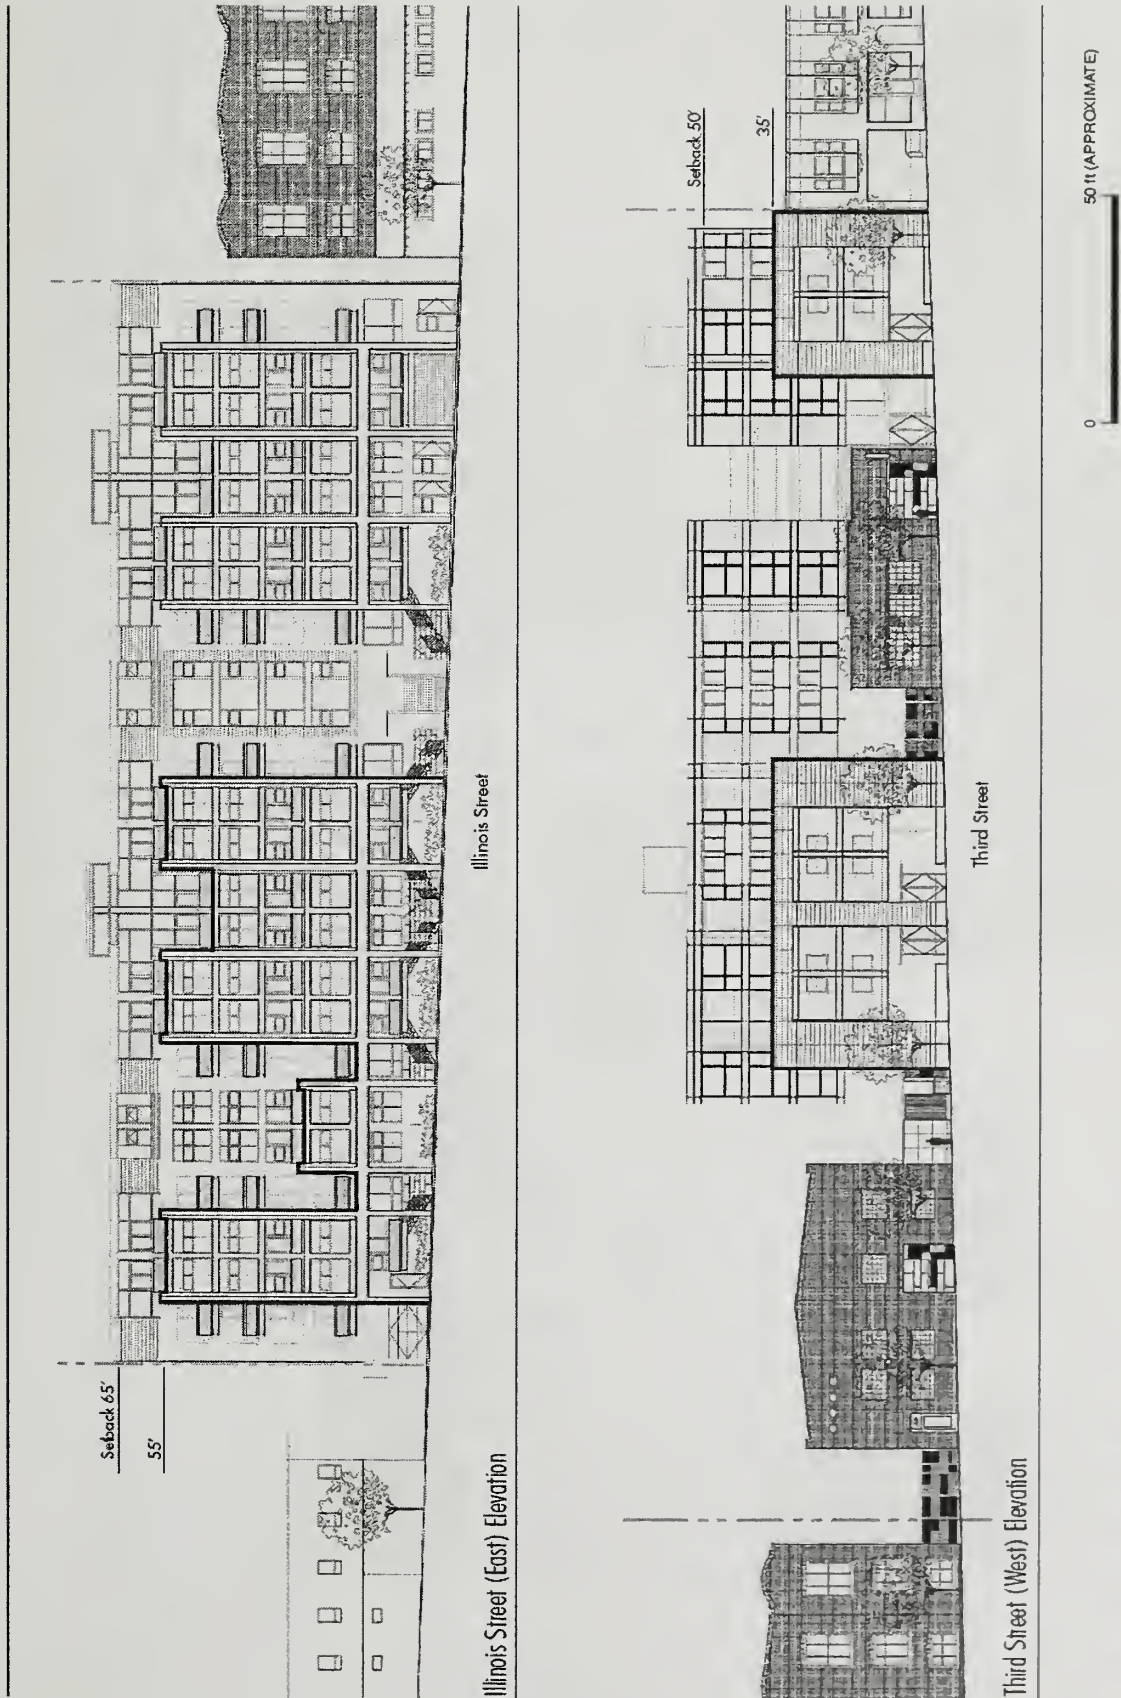 Setback 65'
55'
Illinois Street
Illinois Street (East) Elevation
Setback 50'
35'
Third Street
Third Street (West) Elevation
0
50 ft (APPROXIMATE)